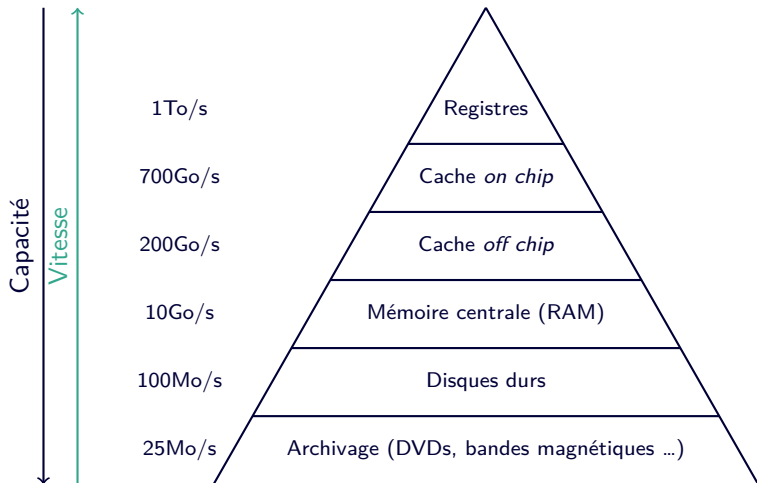 Capacité
Vitesse
1To/s
Registres
700Go/s
Cache on chip
200Go/s
Cache off chip
10Go/s
Mémoire centrale (RAM)
100Mo/s
Disques durs
25Mo/s
Archivage (DVDs, bandes magnétiques ...)